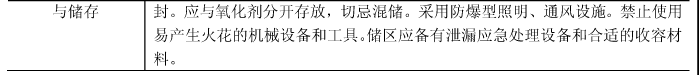 与储存
封。应与氧化剂分开存放，切忌混储。采用防爆型照明、通风设施。禁止使用
易产生火花的机械设备和工具。储区应备有泄漏应急处理设备和合适的收容材
料。